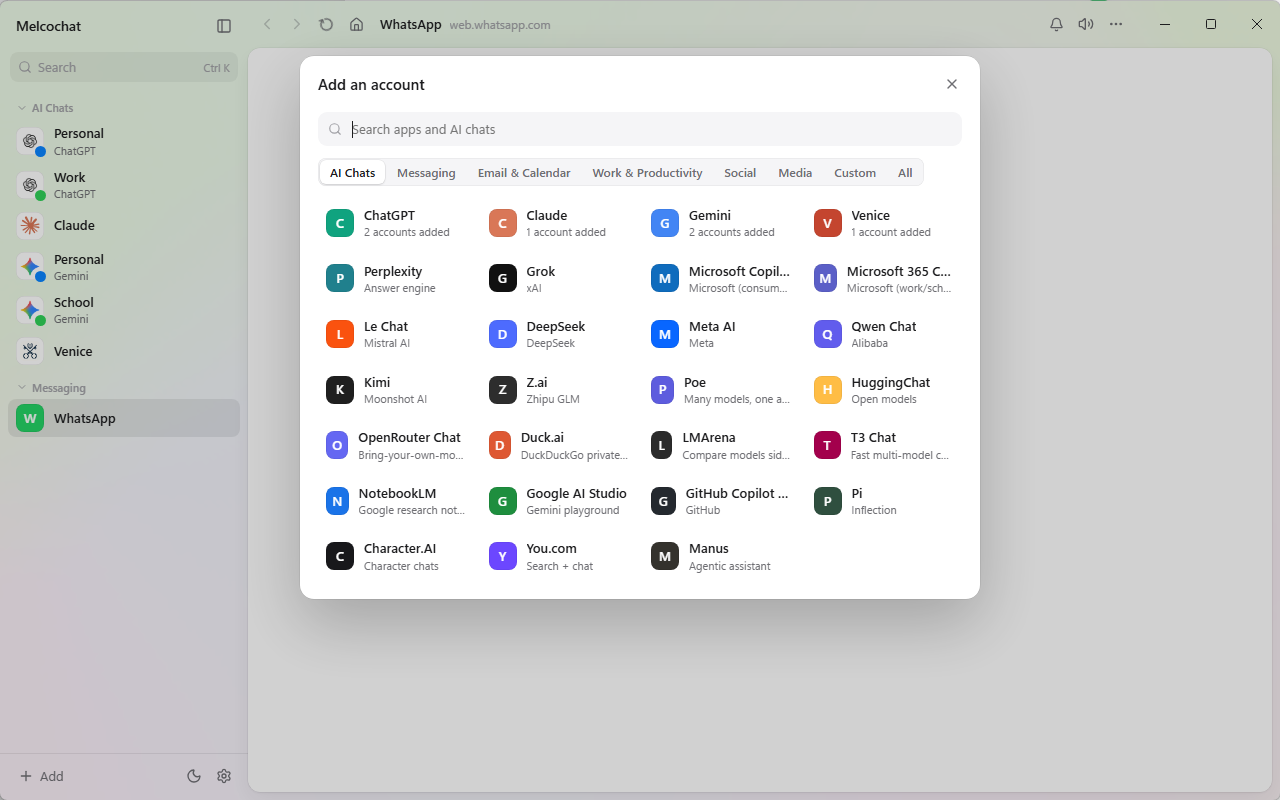 Melcochat
WhatsApp web.whatsapp.com
Search Ctrl K
AI Chats
Personal
ChatGPT
Work
ChatGPT
Claude
Personal
Gemini
School
Gemini
Venice
Messaging
W WhatsApp
Add
Add an account
Search apps and AI chats
AI Chats Messaging Email & Calendar Work & Productivity Social Media Custom All
C ChatGPT
2 accounts added
C Claude
1 account added
G Gemini
2 accounts added
V Venice
1 account added
P Perplexity
Answer engine
G Grok
xAI
M Microsoft Copil...
Microsoft (consum...
M Microsoft 365 C...
Microsoft (work/sch...
L Le Chat
Mistral AI
D DeepSeek
DeepSeek
M Meta AI
Meta
Q Qwen Chat
Alibaba
K Kimi
Moonshot AI
Z Z.ai
Zhipu GLM
P Poe
Many models, one a...
H HuggingChat
Open models
O OpenRouter Chat
Bring-your-own-mo...
D Duck.ai
DuckDuckGo private...
L LMArena
Compare models sid...
T T3 Chat
Fast multi-model c...
N NotebookLM
Google research not...
G Google AI Studio
Gemini playground
G GitHub Copilot ...
GitHub
P Pi
Inflection
C Character.AI
Character chats
Y You.com
Search + chat
M Manus
Agentic assistant